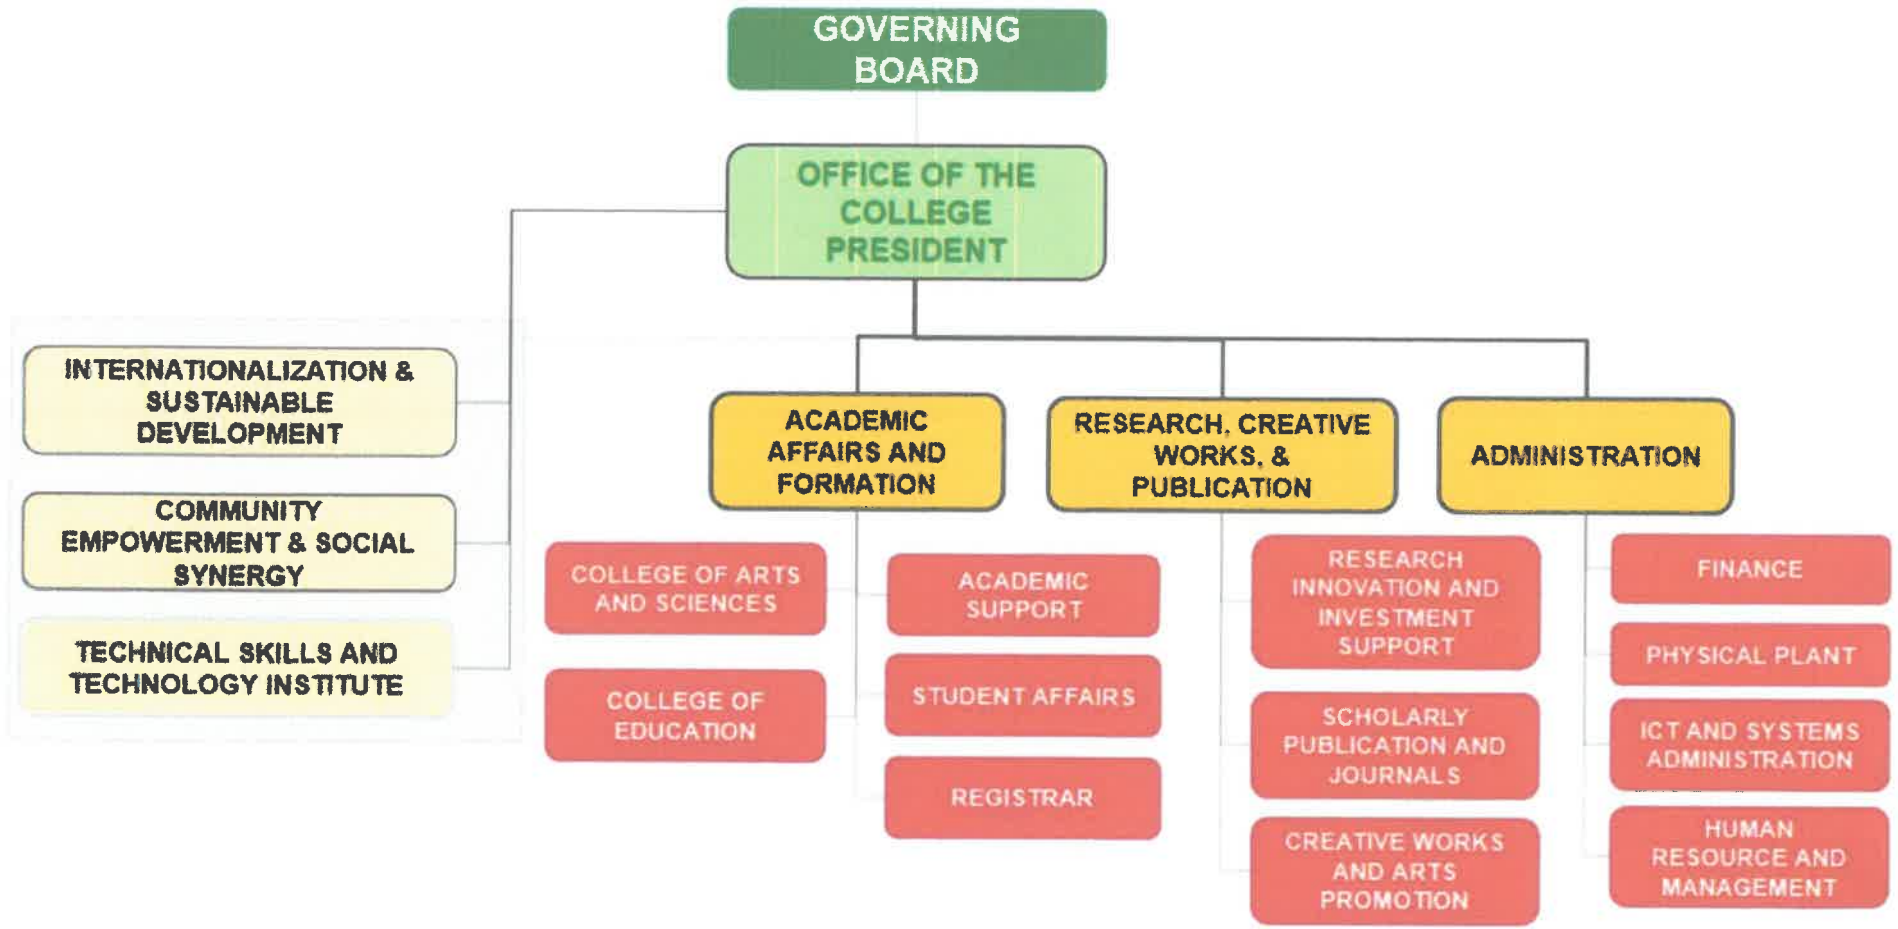 GOVERNING
BOARD
OFFICE OF THE
COLLEGE
PRESIDENT
INTERNATIONALIZATION &
SUSTAINABLE
DEVELOPMENT
COMMUNITY
EMPOWERMENT & SOCIAL
SYNERGY
TECHNICAL SKILLS AND
TECHNOLOGY INSTITUTE
ACADEMIC
AFFAIRS AND
FORMATION
RESEARCH, CREATIVE
WORKS, &
PUBLICATION
ADMINISTRATION
COLLEGE OF ARTS
AND SCIENCES
COLLEGE OF
EDUCATION
ACADEMIC
SUPPORT
STUDENT AFFAIRS
REGISTRAR
RESEARCH
INNOVATION AND
INVESTMENT
SUPPORT
SCHOLARLY
PUBLICATION AND
JOURNALS
CREATIVE WORKS
AND ARTS
PROMOTION
FINANCE
PHYSICAL PLANT
ICT AND SYSTEMS
ADMINISTRATION
HUMAN
RESOURCE AND
MANAGEMENT